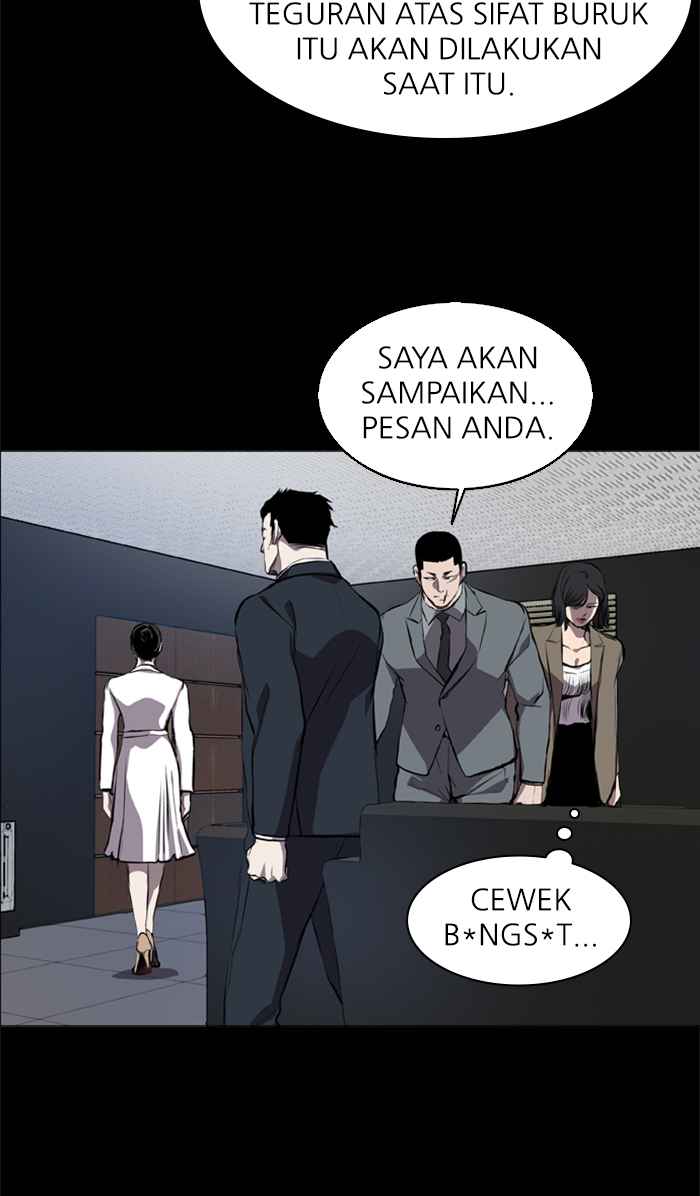 TEGURAN ATAS SIFAT BURUK
ITU AKAN DILAKUKAN
SAAT ITU.
SAYA AKAN
SAMPAIKAN...
PESAN ANDA.
CEWEK
B*NGS*T...